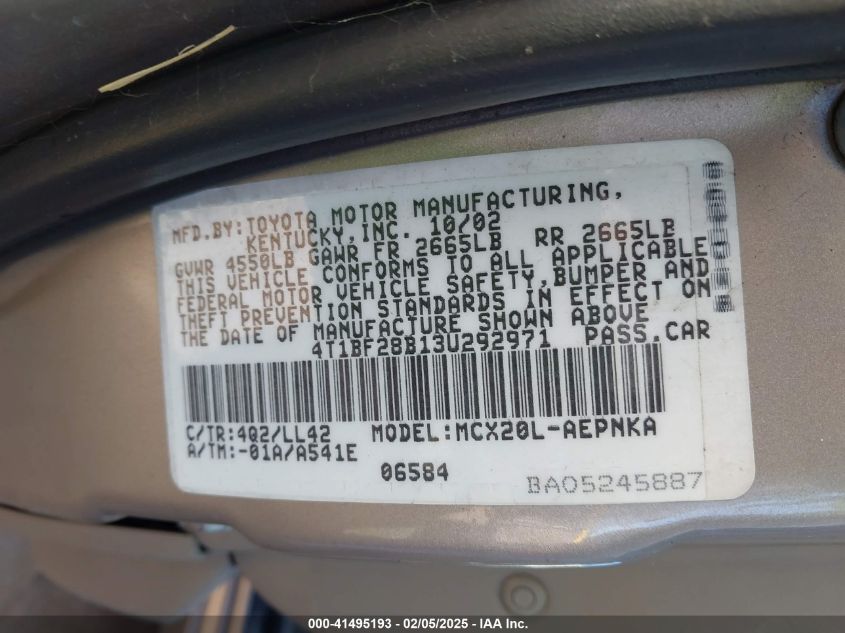 MFD.BY:TOYOTA MOTOR MANUFACTURING,
KENTUCKY,INC. 10/02
GVWR 4550LB GAWR FR 2665LB RR 2665LB
THIS VEHICLE CONFORMS TO ALL APPLICABLE
FEDERAL MOTOR VEHICLE SAFETY,BUMPER AND
THEFT PREVENTION STANDARDS IN EFFECT ON
THE DATE OF MANUFACTURE SHOWN ABOVE.
4T1BF28B13U292971 PASS.CAR
C/TR:4Q2/LL42 MODEL:MCX20L-AEPNKA
A/TM:-01A/A541E
06584
BA05245887
000-41495193 - 02/05/2025 - IAA Inc.